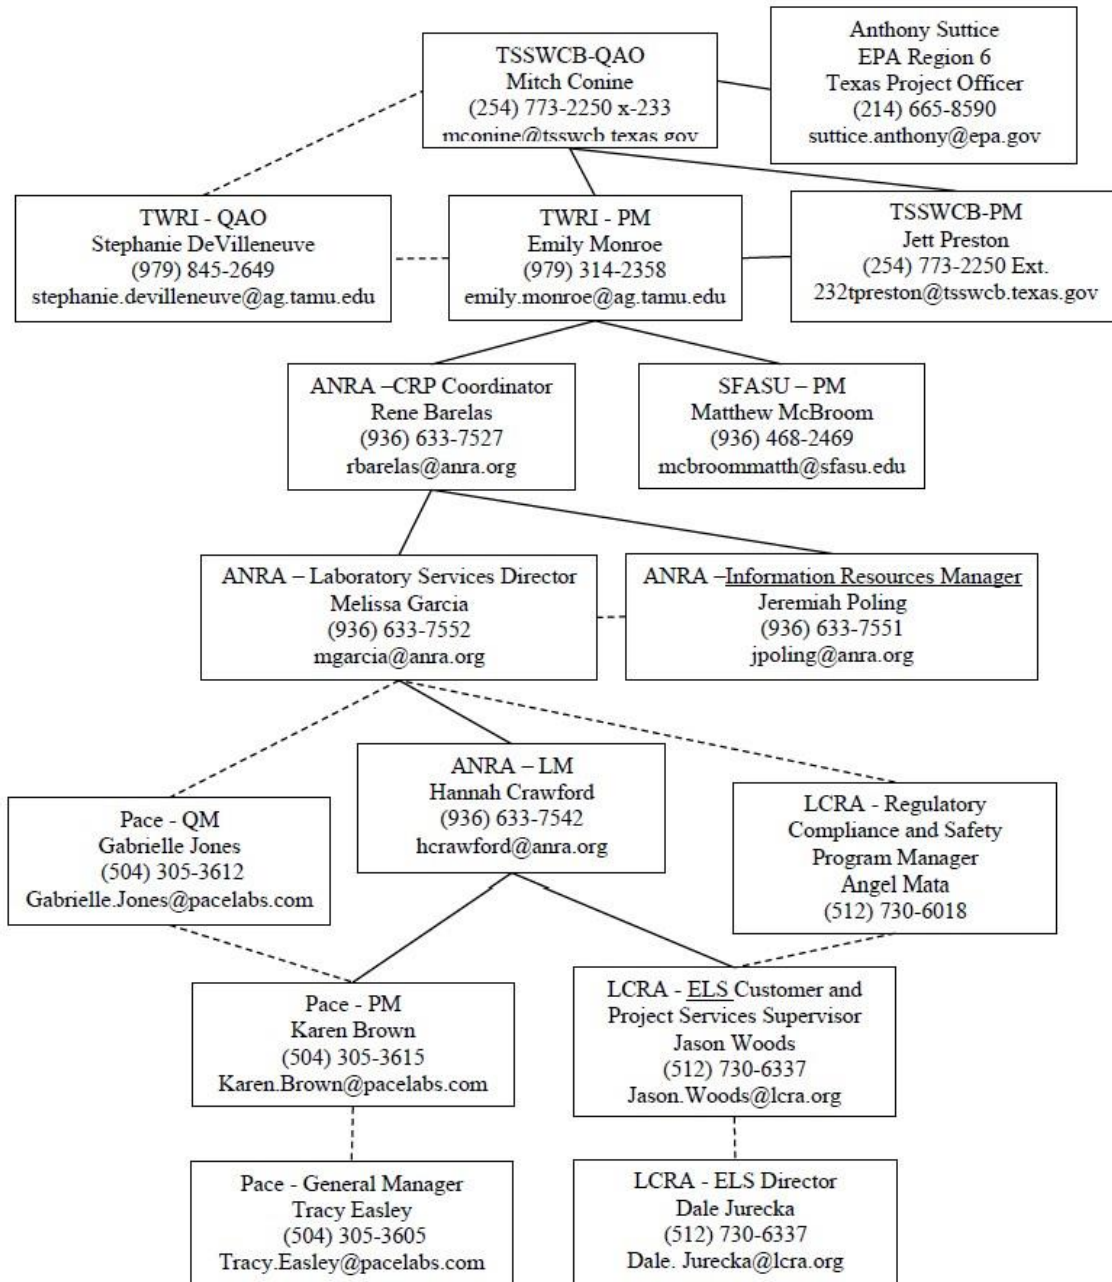 TSSWCB-QAO
Mitch Conine
(254) 773-2250 x-233
mconine@tsswcb.texas.gov
Anthony Suttice
EPA Region 6
Texas Project Officer
(214) 665-8590
suttice.anthony@epa.gov
TWRI - QAO
Stephanie DeVilleneuve
(979) 845-2649
stephanie.devilleneuve@ag.tamu.edu
TWRI - PM
Emily Monroe
(979) 314-2358
emily.monroe@ag.tamu.edu
TSSWCB-PM
Jett Preston
(254) 773-2250 Ext.
232tpreston@tsswcb.texas.gov
ANRA –CRP Coordinator
Rene Barelas
(936) 633-7527
rbarelas@anra.org
SFASU – PM
Matthew McBroom
(936) 468-2469
mcbroommatth@sfasu.edu
ANRA – Laboratory Services Director
Melissa Garcia
(936) 633-7552
mgarcia@anra.org
ANRA –Information Resources Manager
Jeremiah Poling
(936) 633-7551
jpoling@anra.org
ANRA – LM
Hannah Crawford
(936) 633-7542
hcrawford@anra.org
Pace - QM
Gabrielle Jones
(504) 305-3612
Gabrielle.Jones@pacelabs.com
LCRA - Regulatory
Compliance and Safety
Program Manager
Angel Mata
(512) 730-6018
Pace - PM
Karen Brown
(504) 305-3615
Karen.Brown@pacelabs.com
LCRA - ELS Customer and
Project Services Supervisor
Jason Woods
(512) 730-6337
Jason.Woods@lcra.org
Pace - General Manager
Tracy Easley
(504) 305-3605
Tracy.Easley@pacelabs.com
LCRA - ELS Director
Dale Jurecka
(512) 730-6337
Dale. Jurecka@lcra.org